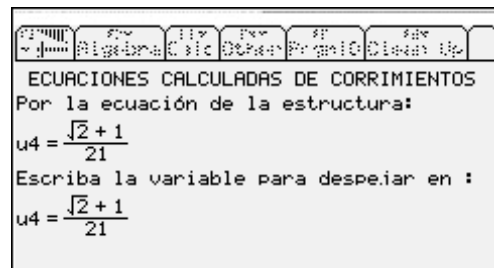 Algebra Calc Other PrgmIO Clean Up
ECUACIONES CALCULADAS DE CORRIMIENTOS
Por la ecuación de la estructura:
u4 = (√2 + 1)/21
Escriba la variable para despejar en :
u4 = (√2 + 1)/21